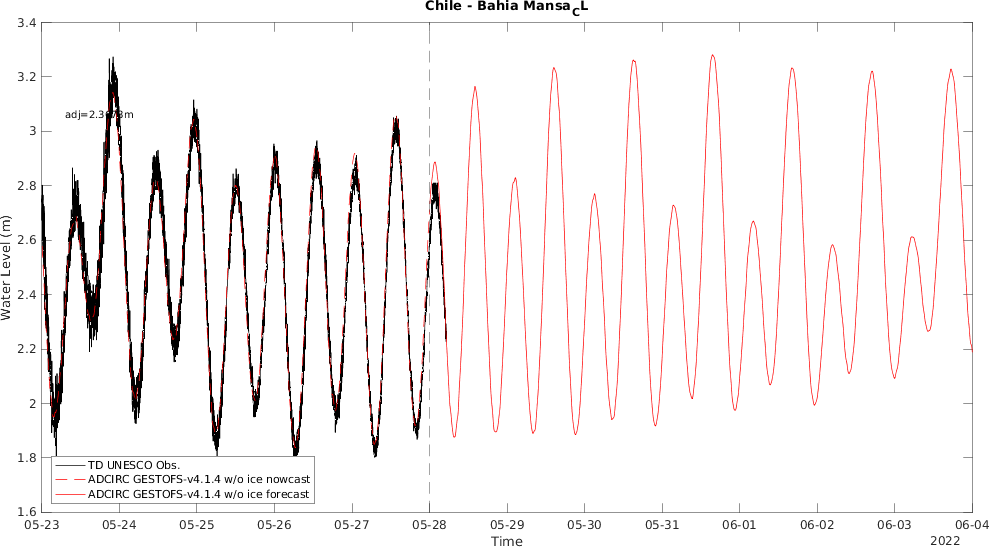 Chile - Bahia Mansa_CL
3.4
3.2
3
2.8
2.6
2.4
2.2
2
1.8
1.6
Water Level (m)
TD UNESCO Obs.
ADCIRC GESTOFS-v4.1.4 w/o ice nowcast
ADCIRC GESTOFS-v4.1.4 w/o ice forecast
05-23 05-24 05-25 05-26 05-27 05-28 05-29 05-30 05-31 06-01 06-02 06-03 06-04
Time
2022